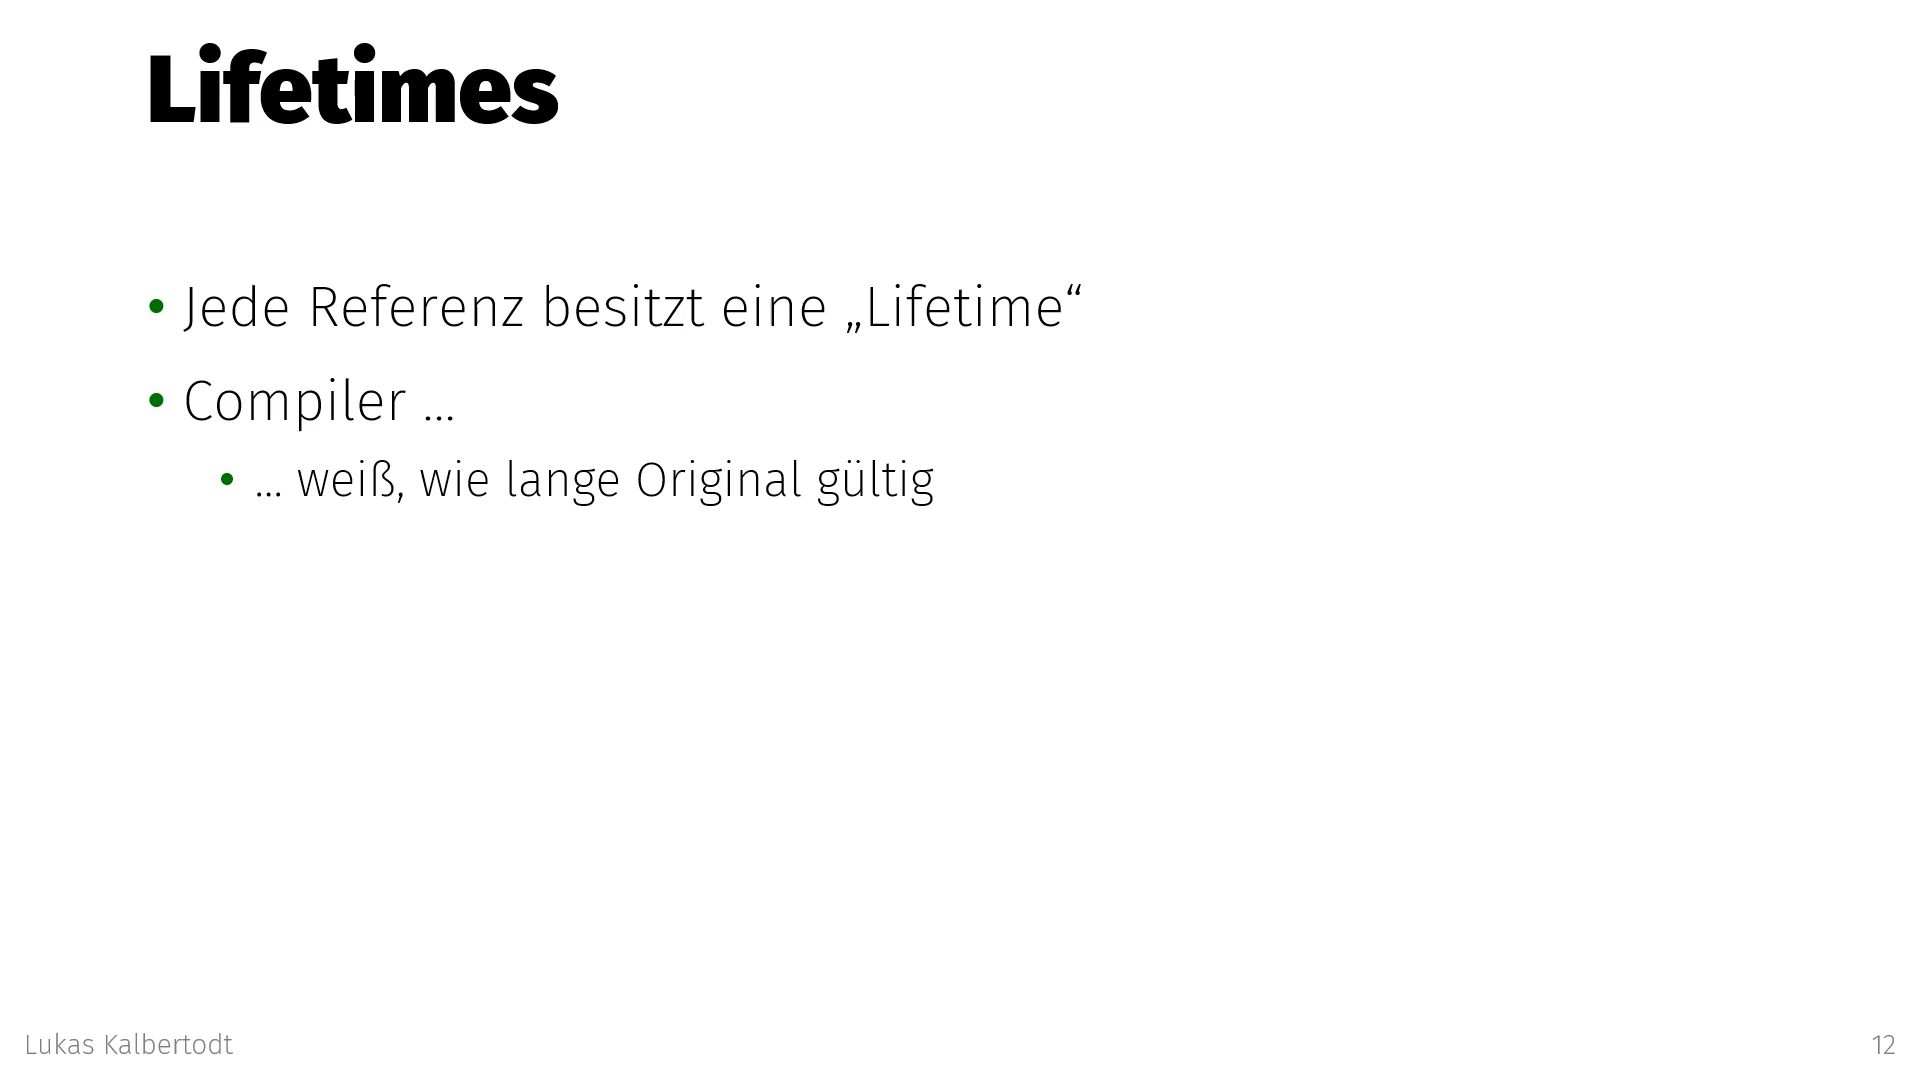 Lifetimes
• Jede Referenz besitzt eine „Lifetime“
• Compiler …
• … weiß, wie lange Original gültig
Lukas Kalbertodt
12